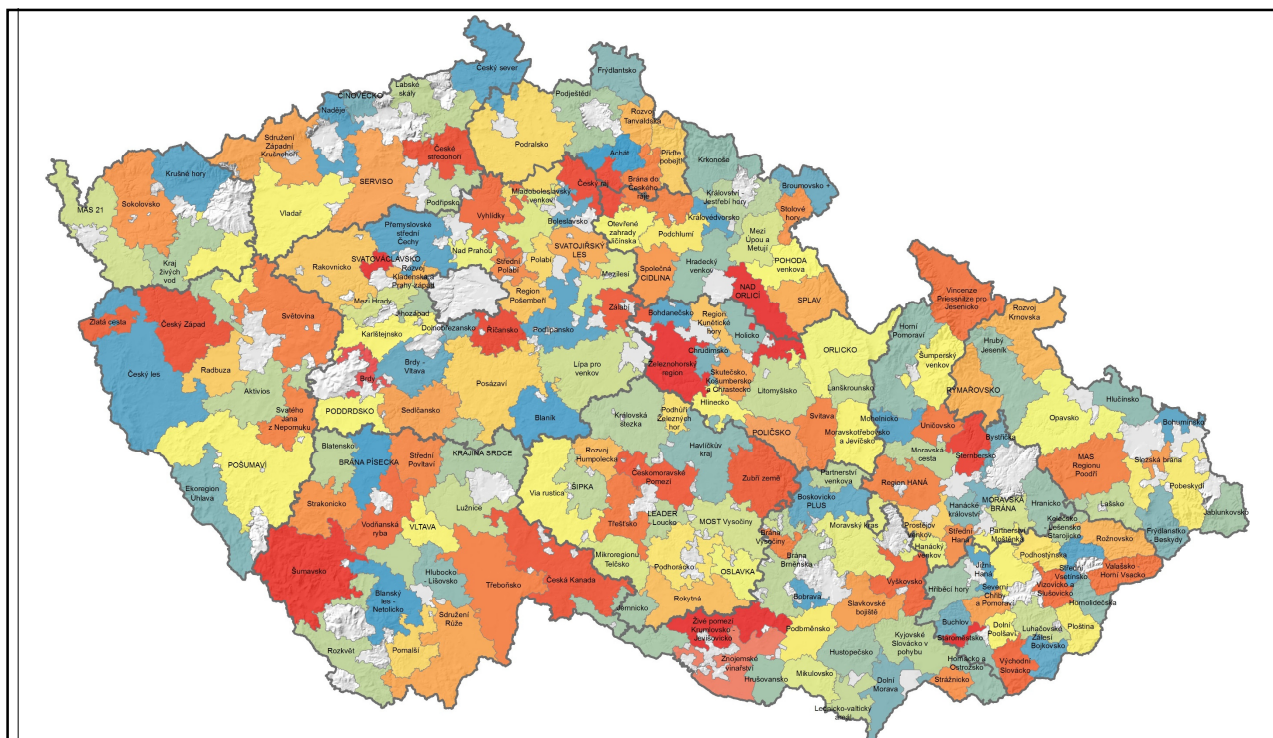 Český sever
Frýdlantsko
Labské
skály
ČÍNOVECKO
Naděje
Podještědí
Rozvoj
Tanvaldska
Sdružení
Západní
Krušnohoří
České
středohoří
Podralsko
Achát
Přiďte
pobejt!
Krkonoše
Krušné hory
SERVISO
Český ráj
Brána do
Českého
ráje
Království -
Jestřebí hory
Broumovsko +
MAS 21
Sokolovsko
Vladař
Podřipsko
Mladoboleslavský
venkov
Vyhlídky
Boleslavsko
Otevřené
zahrady
Jičínska
Podchlumí
Královédvorsko
Stolové
hory
Mezi
Úpou a
Metují
Přemyslovské
střední
Čechy
Kraj
živých
vod
Rakovnicko
SVATOVÁCLAVSKO
Rozvoj
Kladenska a
Prahy-západ
Nad Prahou
Střední
Polabí
Polabí
SVATOJIŘSKÝ
LES
Mezilesí
Společná
CIDLINA
Hradecký
venkov
POHODA
venkova
NAD
ORLICÍ
SPLAV
Vincenze
Priessnitze pro
Jesenicko
Rozvoj
Krnovska
Zlatá cesta
Český Západ
Světovina
Mezi Hrady
Jihozápad
Karlštejnsko
Dolnobřežansko
Říčansko
Region
Pošembeří
Podlipansko
Zálabí
Bohdanečsko
Region
Kunětické
hory
Holicko
ORLICKO
Horní
Pomoraví
Hrubý
Jeseník
Český les
Radbuza
Aktivios
Brdy
Brdy -
Vltava
Posázaví
Lípa pro
venkov
Železnohorský
region
Chrudimsko
Skutečsko,
Košumbersko
a Chrastecko
Litomyšlsko
Lanškrounsko
Šumperský
venkov
RÝMAŘOVSKO
Hlučínsko
Svatého
Jana
z Nepomuku
PODDRDSKO
Sedlčansko
Blaník
Královská
stezka
Podhůří
Železných
hor
Hlinecko
POLIČSKO
Svitava
Moravskotřebovsko
a Jevíčsko
Mohelnicko
Uničovsko
Opavsko
Bohumínsko
POŠUMAVÍ
Blatensko
BRÁNA PÍSECKA
Střední
Povltaví
KRAJINA SRDCE
Rozvoj
Humpolecka
Havlíčkův
kraj
Moravská
cesta
Šternbersko
Bystřička
MAS
Regionu
Poodří
Slezská brána
Ekoregion
Úhlava
Strakonicko
Via rustica
ŠIPKA
Českomoravské
Pomezí
Zubří země
Partnerství
venkova
Boskovicko
PLUS
Region HANÁ
Hanácké
království
MORAVSKÁ
BRÁNA
Hranicko
Lašsko
Pobeskydí
Jablunkovsko
Vodňanská
ryba
VLTAVA
Lužnice
Třešťsko
LEADER
- Loucko
MOST Vysočiny
Moravský kras
Prostějov
venkov
Střední
Haná
Partnerství
Moštěnka
Kelečsko
Lešensko
Starojicko
Frýdlantsko
Beskydy
Šumavsko
Hlubocko
- Lišovsko
Třeboňsko
Česká Kanada
Mikroregionu
Telčsko
Podhorácko
OSLAVKA
Brána
Vysočiny
Brána
Brněnska
Hanácký
venkov
Podhostýnska
Rožnovsko
Blanský
les -
Netolicko
Jemnicko
Rokytná
Bobrava
Vyškovsko
Slavkovské
bojiště
Hříběcí hory
Jižní
Haná
Severní
Chřiby
a Pomoraví
Střední
Vsetínsko
Vizovicko a
Slušovicko
Valašsko
Horní Vsacko
Rozkvět
Pomalší
Sdružení
Růže
Živé pomezí
Krumlovsko -
Jevišovicko
Podbrněnsko
Kyjovské
Slovácko v
pohybu
Buchlov
Staroměstsko
Dolní
Poolšaví
Luhačovské
Zálesí
Ploština
Bojkovsko
Znojemské
vinařství
Hrušovansko
Hustopečsko
Mikulovsko
Dolní
Morava
Lednicko-valtický
areál
Horňácko a
Ostrožsko
Strážnicko
Východní
Slovácko